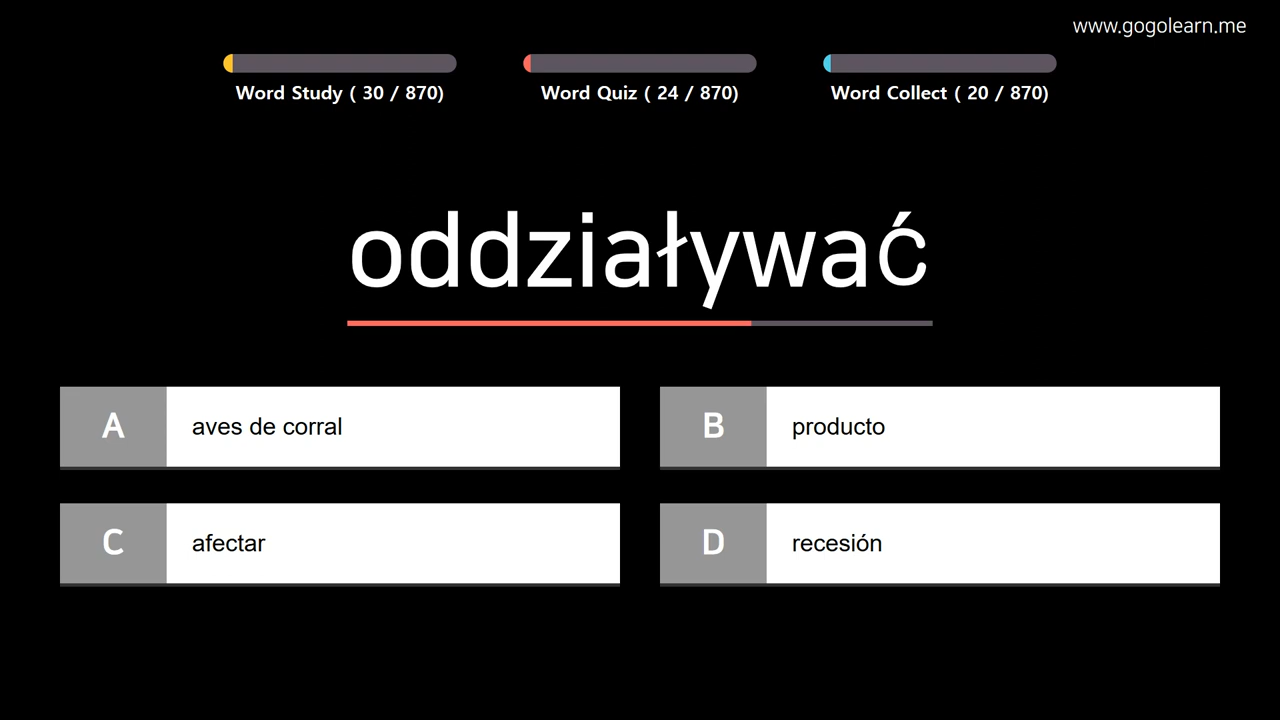 www.gogolearn.me
Word Study ( 30 / 870)
Word Quiz ( 24 / 870)
Word Collect ( 20 / 870)
oddziaływać
A aves de corral
B producto
C afectar
D recesión